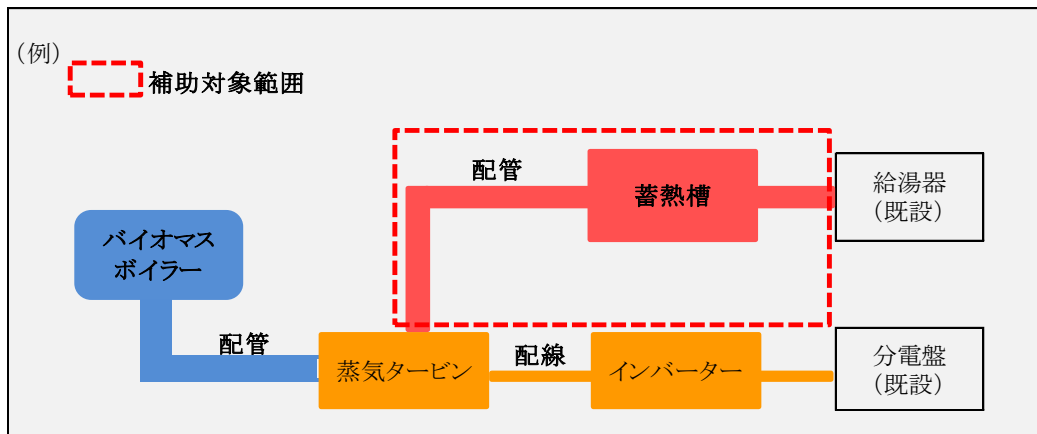 (例)
補助対象範囲
配管
蓄熱槽
給湯器
(既設)
バイオマス
ボイラー
配管
蒸気タービン
配線
インバーター
分電盤
(既設)